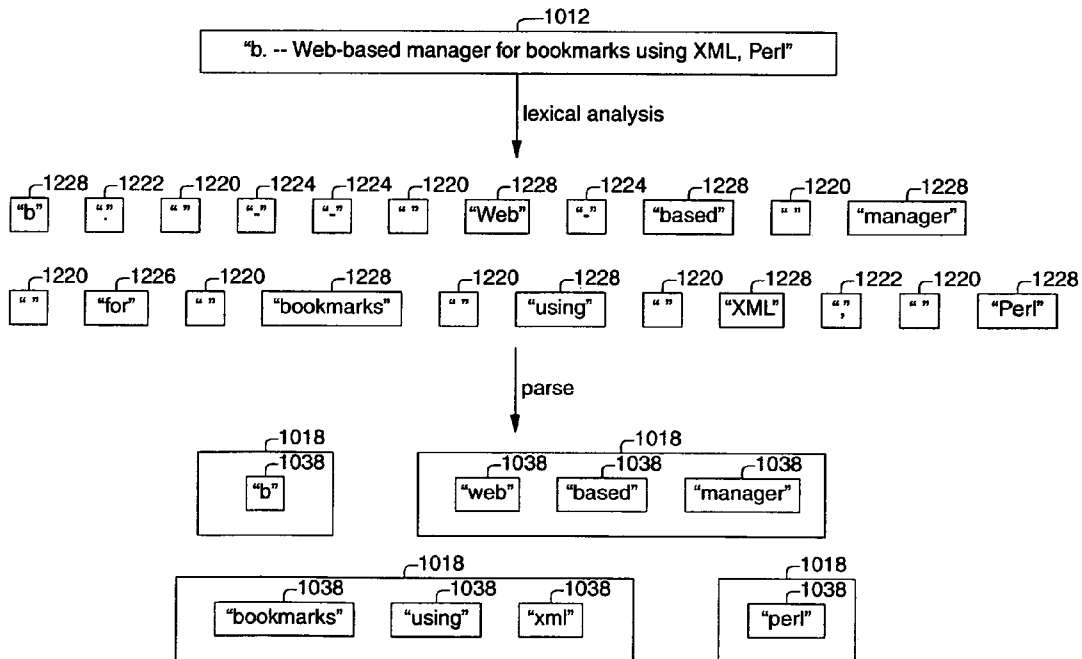 1012
“b. -- Web-based manager for bookmarks using XML, Perl”
lexical analysis
1228 1222 1220 1224 1224 1220 1228 1224 1228 1220 1228
“b” “.” “ ” “-” “-” “ ” “Web” “-” “based” “ ” “manager”
1220 1226 1220 1228 1220 1228 1220 1228 1222 1220 1228
“ ” “for” “ ” “bookmarks” “ ” “using” “ ” “XML” “,” “ ” “Perl”
parse
1018 1018
1038 1038 1038 1038
“b” “web” “based” “manager”
1018 1018
1038 1038 1038 1038
“bookmarks” “using” “xml” “perl”